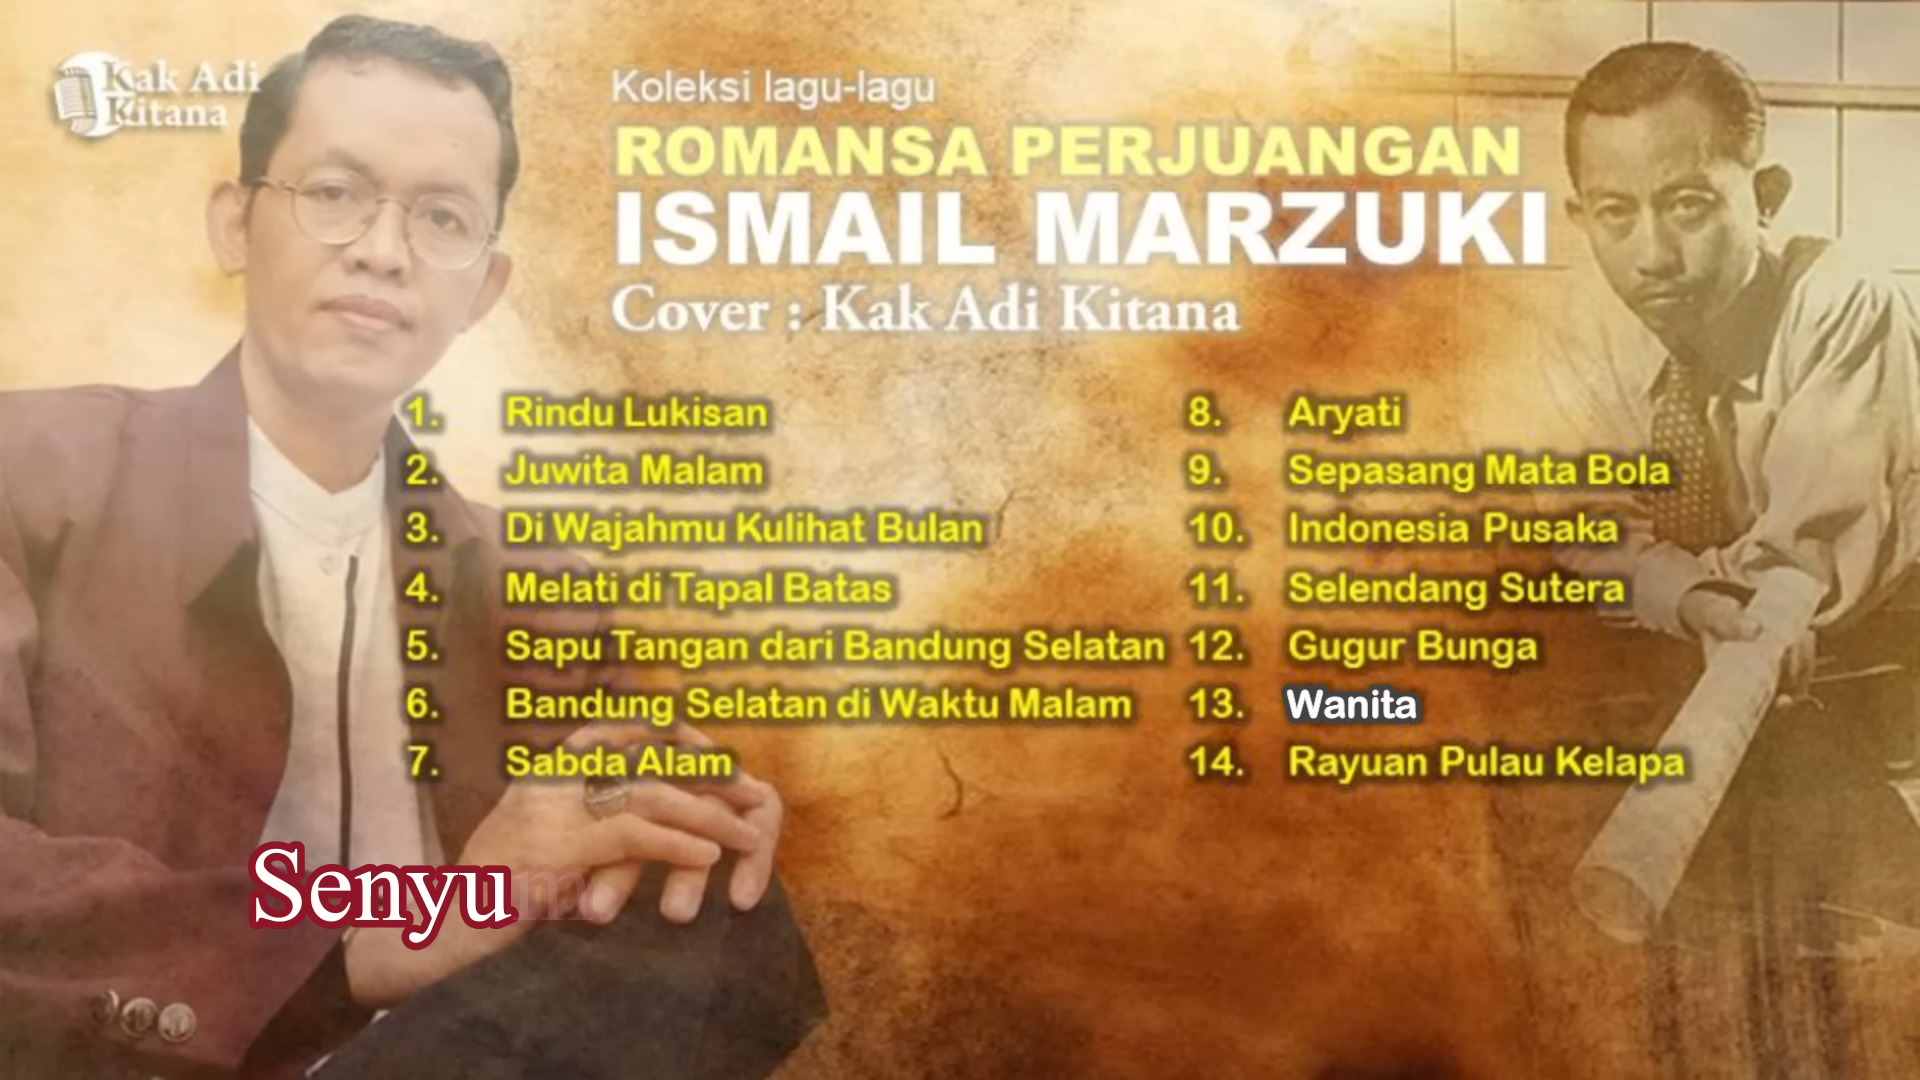 Kak Adi
Kitana
Koleksi lagu-lagu
ROMANSA PERJUANGAN
ISMAIL MARZUKI
Cover : Kak Adi Kitana
1. Rindu Lukisan
2. Juwita Malam
3. Di Wajahmu Kulihat Bulan
4. Melati di Tapal Batas
5. Sapu Tangan dari Bandung Selatan
6. Bandung Selatan di Waktu Malam
7. Sabda Alam
8. Aryati
9. Sepasang Mata Bola
10. Indonesia Pusaka
11. Selendang Sutera
12. Gugur Bunga
13. Wanita
14. Rayuan Pulau Kelapa
Senyum